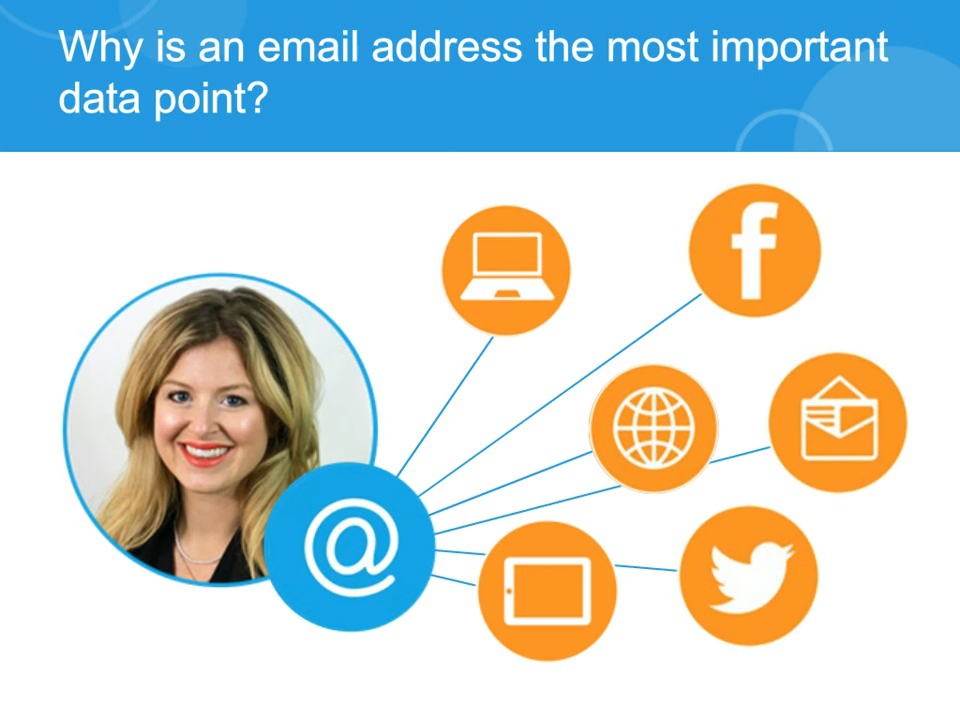 Why is an email address the most important
data point?
@
f